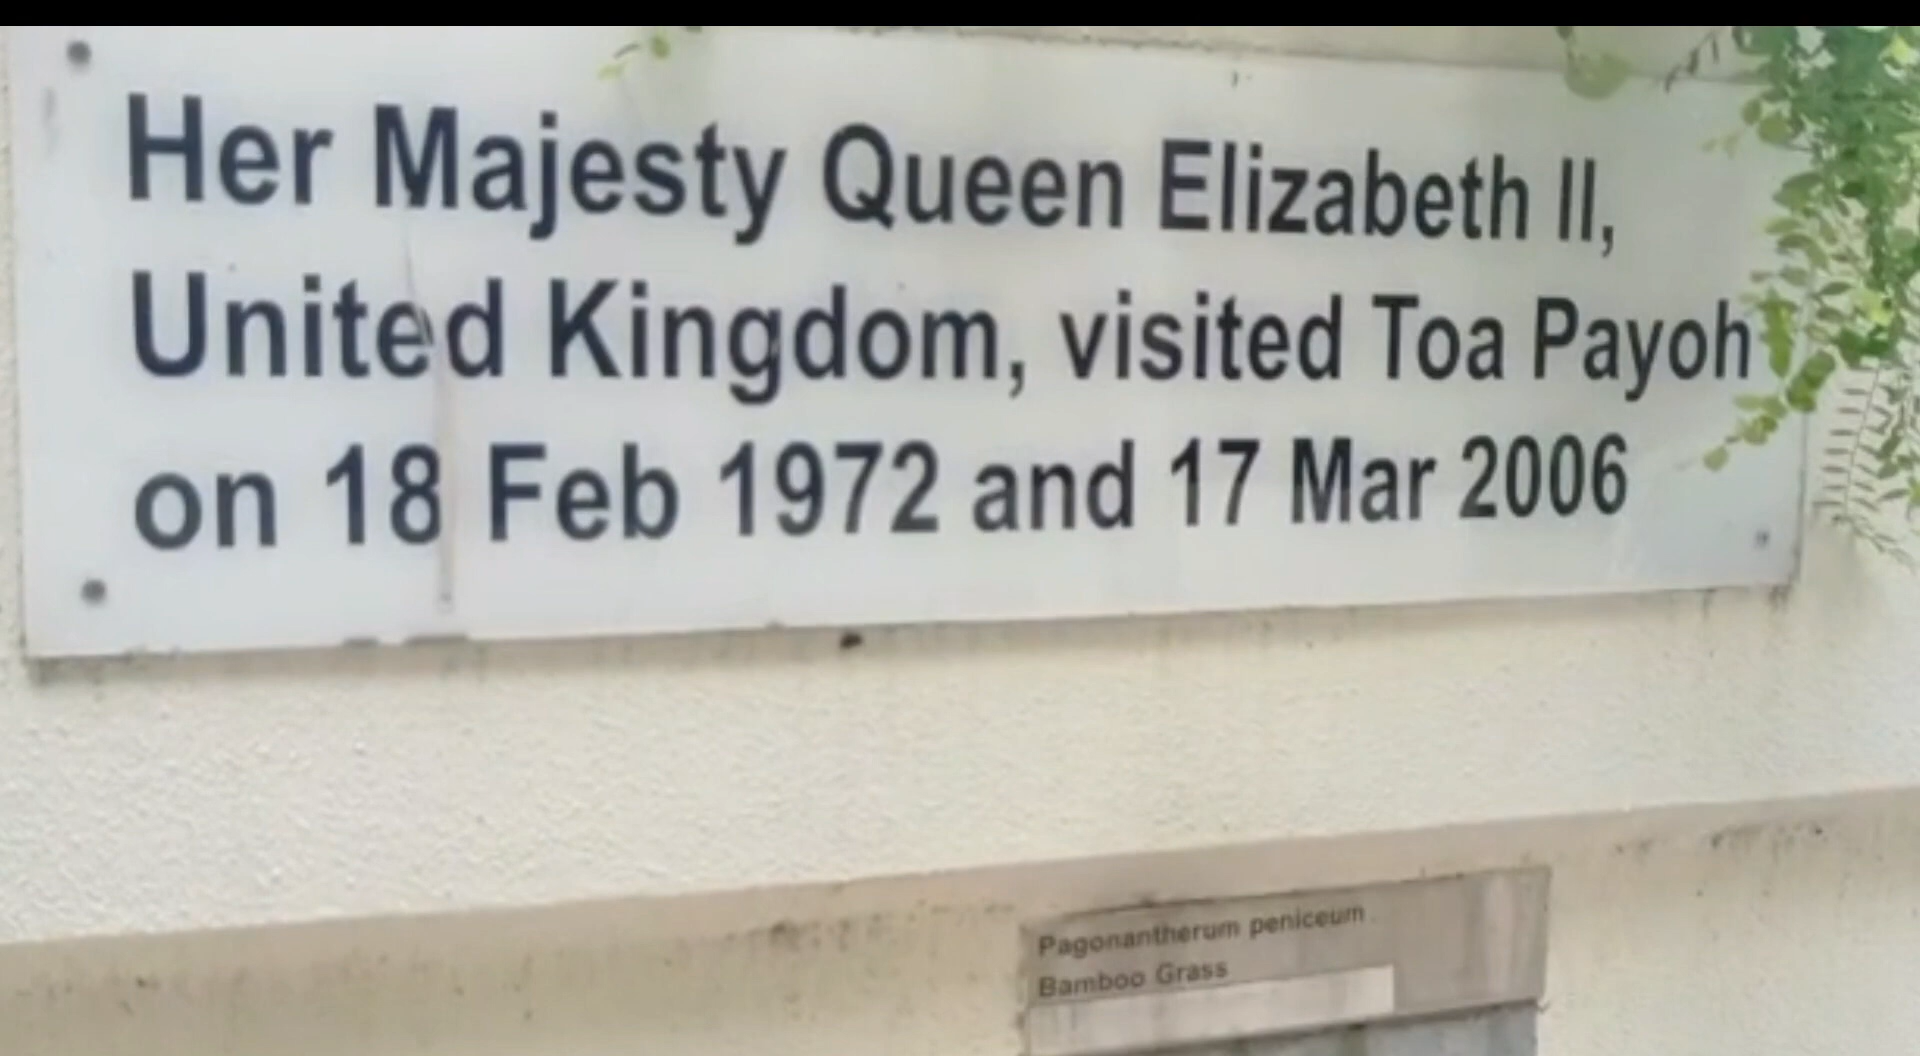 Her Majesty Queen Elizabeth II,
United Kingdom, visited Toa Payoh
on 18 Feb 1972 and 17 Mar 2006
Pagonantherum peniceum
Bamboo Grass